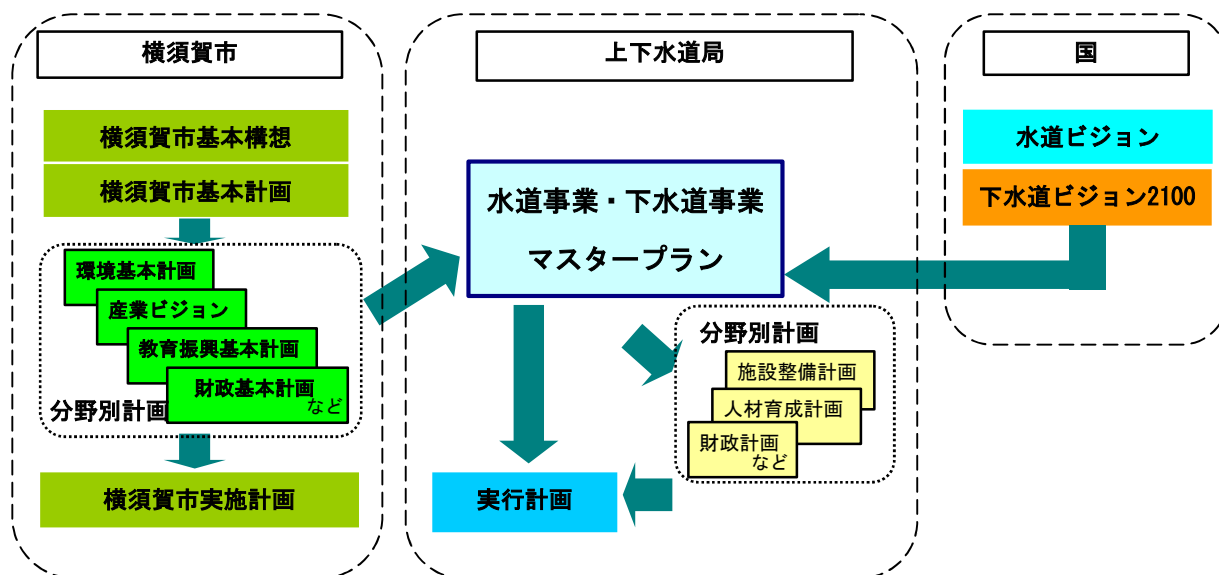 横須賀市
横須賀市基本構想
横須賀市基本計画
環境基本計画
産業ビジョン
教育振興基本計画
財政基本計画
など
分野別計画
横須賀市実施計画
上下水道局
水道事業・下水道事業
マスタープラン
分野別計画
施設整備計画
人材育成計画
財政計画
など
実行計画
国
水道ビジョン
下水道ビジョン2100